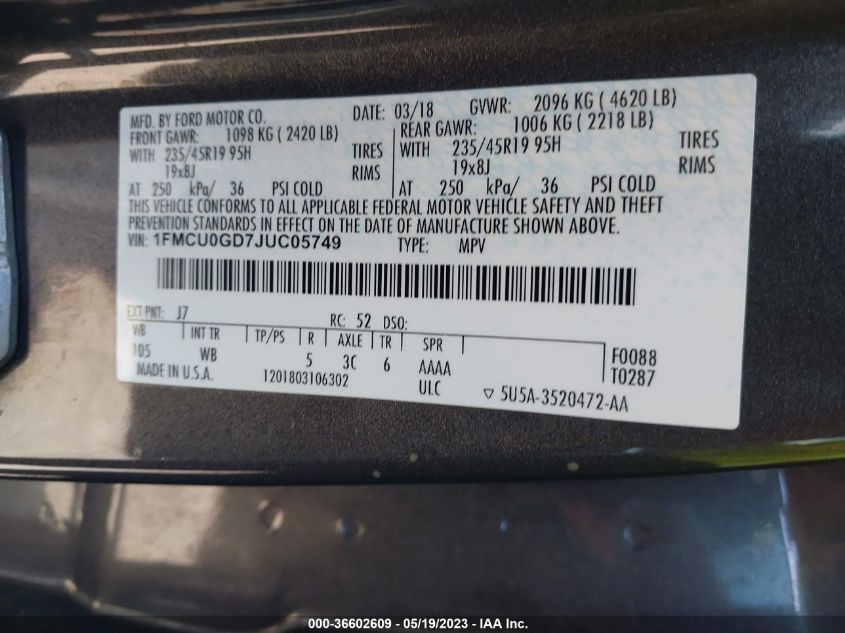 MFD. BY FORD MOTOR CO. DATE: 03/18 GVWR: 2096 KG ( 4620 LB)
FRONT GAWR: 1098 KG ( 2420 LB) REAR GAWR: 1006 KG ( 2218 LB)
WITH 235/45R19 95H TIRES WITH 235/45R19 95H TIRES
19x8J RIMS 19x8J RIMS
AT 250 kPa/ 36 PSI COLD AT 250 kPa/ 36 PSI COLD
THIS VEHICLE CONFORMS TO ALL APPLICABLE FEDERAL MOTOR VEHICLE SAFETY AND THEFT
PREVENTION STANDARDS IN EFFECT ON THE DATE OF MANUFACTURE SHOWN ABOVE.
VIN: 1FMCU0GD7JUC05749 TYPE: MPV
EXT PNT: J7 RC: 52 DSO:
WB INT TR TP/PS R AXLE TR SPR
105 WB 5 3C 6 AAAA F0088
MADE IN U.S.A. 1201803106302 ULC T0287
▽ 5U5A-3520472-AA
000-36602609 - 05/19/2023 - IAA Inc.